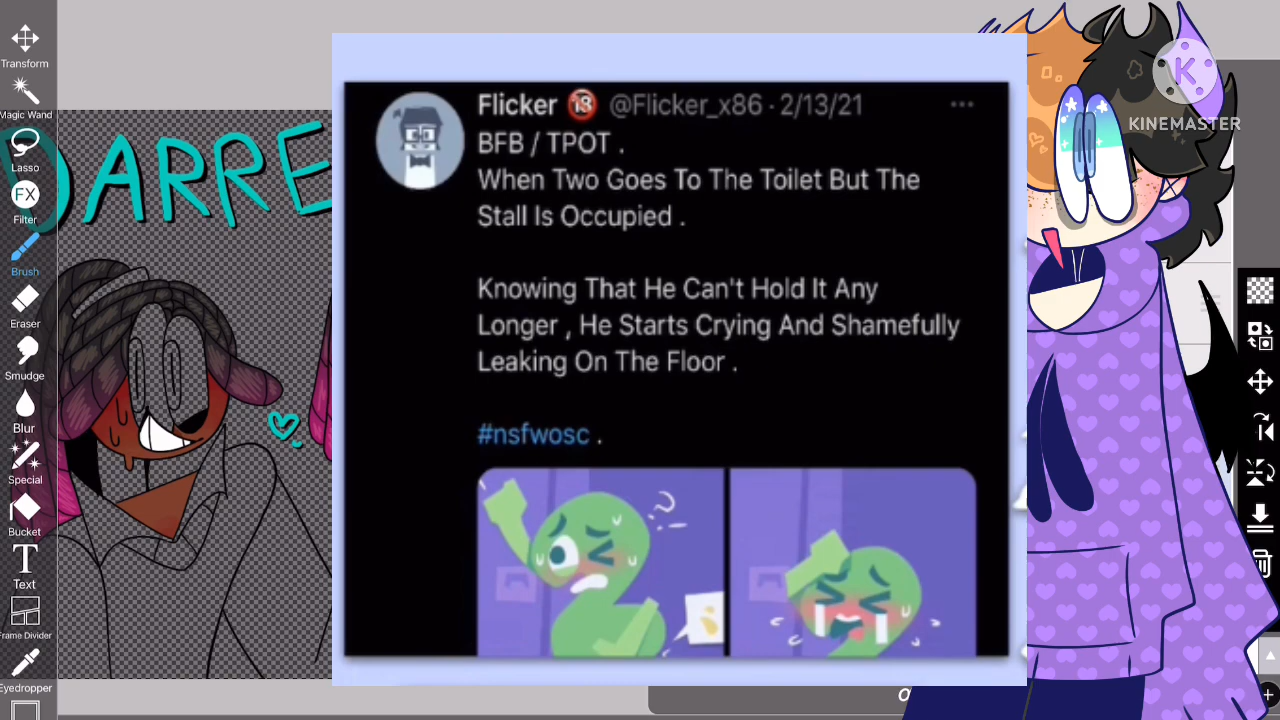 Transform
Magic Wand
Lasso
FX
Filter
Brush
Eraser
Smudge
Blur
Special
Bucket
T
Text
Frame Divider
Eyedropper
DARRE
Flicker 🔞 @Flicker_x86 · 2/13/21
BFB / TPOT .
When Two Goes To The Toilet But The
Stall Is Occupied .
Knowing That He Can't Hold It Any
Longer , He Starts Crying And Shamefully
Leaking On The Floor .
#nsfwosc .
?
K
KINEMASTER